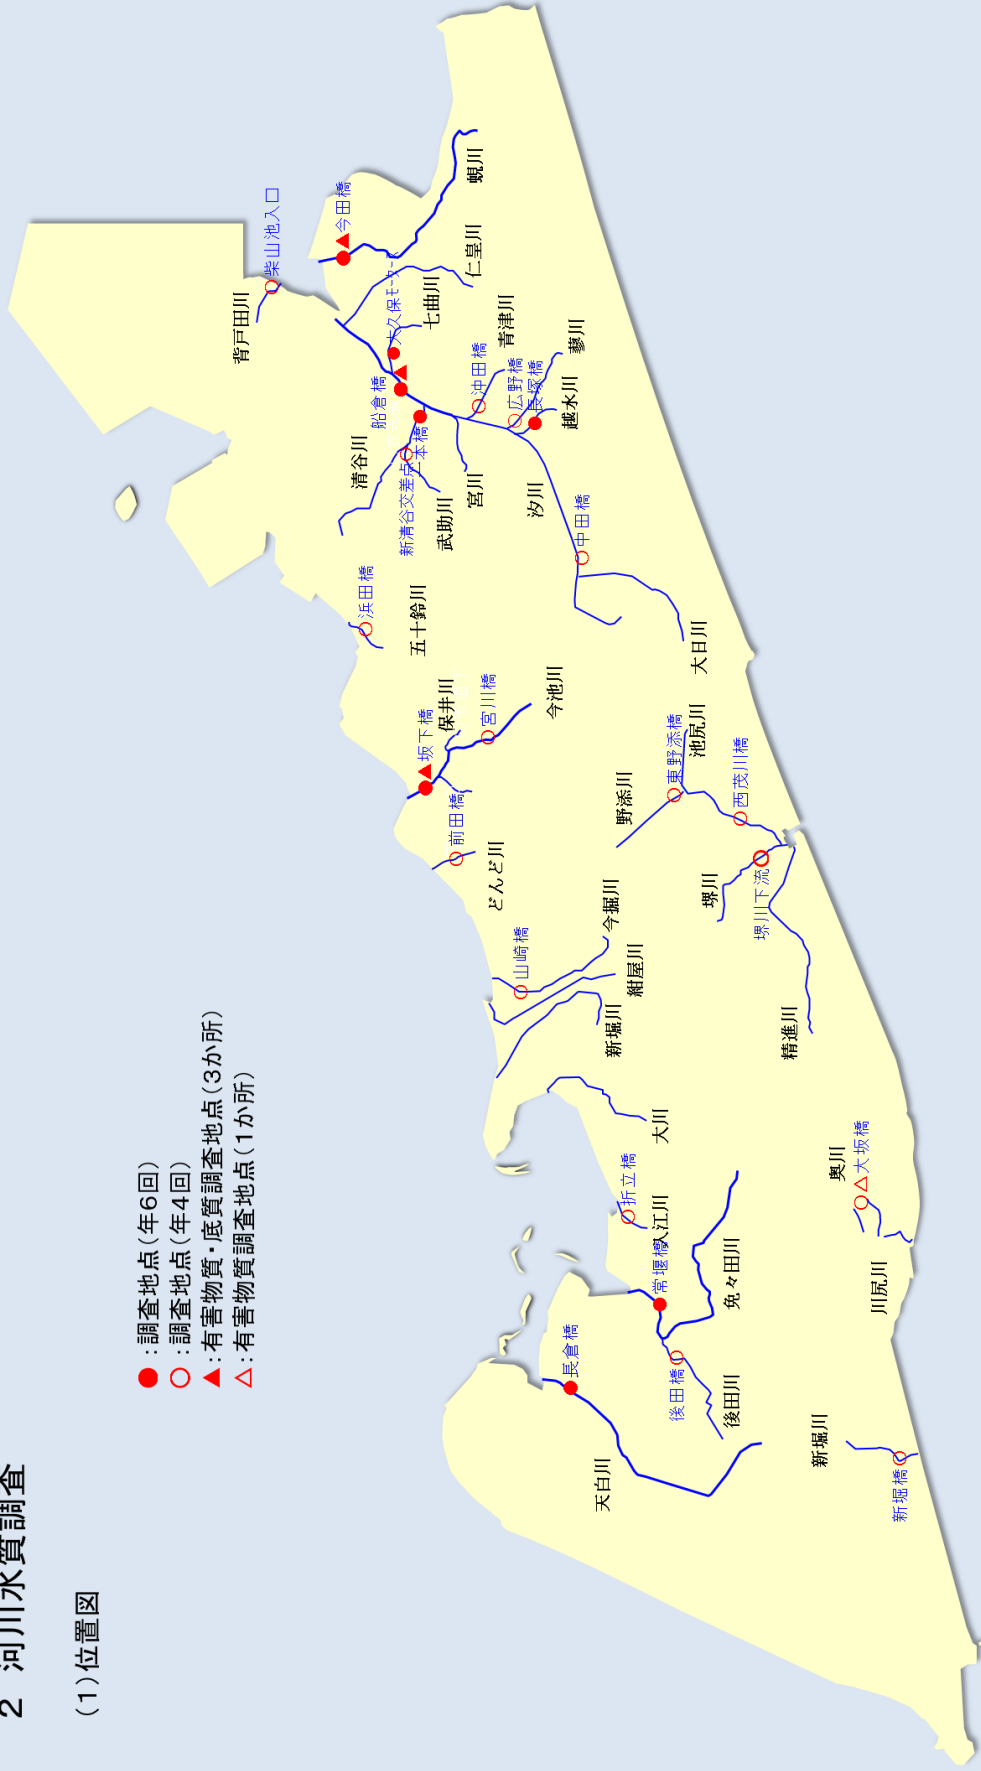 2 河川水質調査
(1)位置図
●:調査地点(年6回)
○:調査地点(年4回)
▲:有害物質・底質調査地点(3か所)
△:有害物質調査地点(1か所)
柴山池入口
背戸田川
今田橋
蜆川
仁皇川
大久保モータース
七曲川
船倉橋
青津川
沖田橋
広野橋
長塚橋
蓼川
越水川
清谷川
一本橋
新清谷交差点
武助川
宮川
汐川
中田橋
大日川
浜田橋
五十鈴川
坂下橋
保井川
宮川橋
今池川
前田橋
どんど川
東野添橋
池尻川
野添川
西茂川橋
堺川
堺川下流
精進川
山崎橋
今掘川
紺屋川
新堀川
大川
折立橋
入江川
常堰橋
免々田川
奥川
大坂橋
川尻川
長倉橋
天白川
後田橋
後田川
新堀川
新堀橋